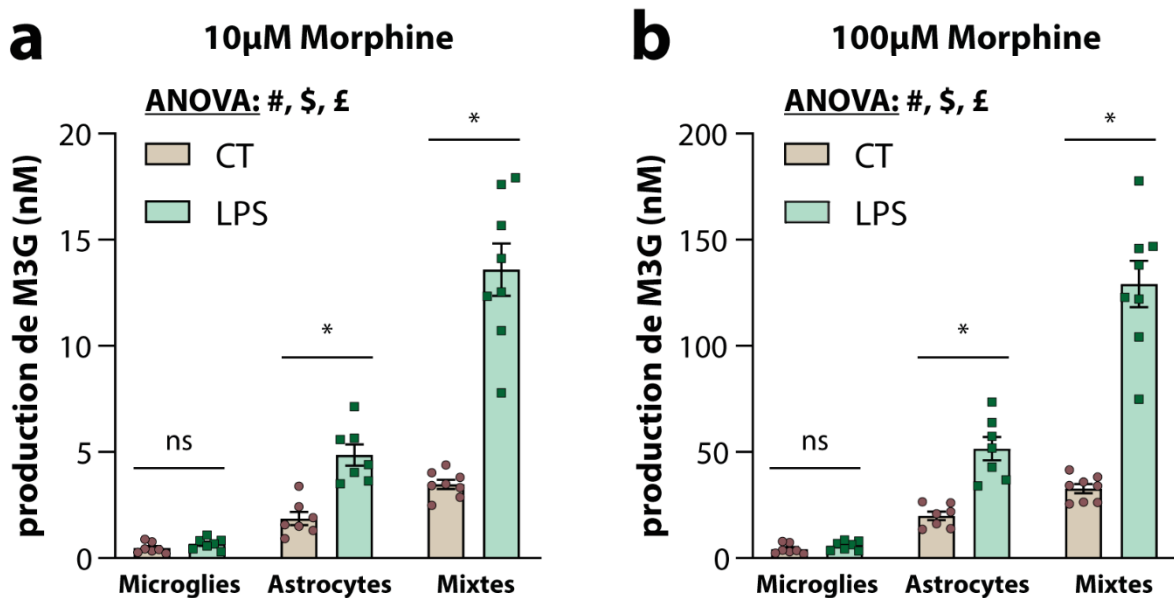 a
10µM Morphine
ANOVA: #, $, £
CT
LPS
production de M3G (nM)
20
15
10
5
0
ns
*
*
Microglies
Astrocytes
Mixtes
b
100µM Morphine
ANOVA: #, $, £
CT
LPS
production de M3G (nM)
200
150
100
50
0
ns
*
*
Microglies
Astrocytes
Mixtes